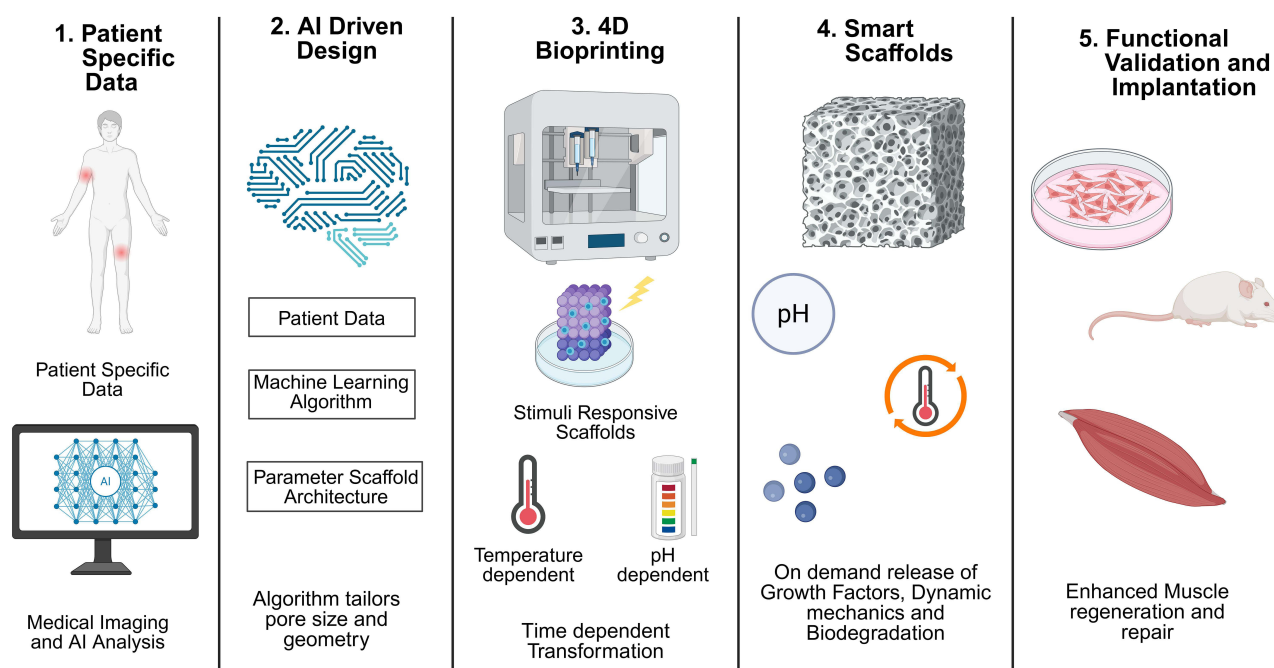 1. Patient
Specific
Data
Patient Specific
Data
AI
Medical Imaging
and AI Analysis
2. AI Driven
Design
Patient Data
Machine Learning
Algorithm
Parameter Scaffold
Architecture
Algorithm tailors
pore size and
geometry
3. 4D
Bioprinting
Stimuli Responsive
Scaffolds
Temperature
dependent
pH
dependent
Time dependent
Transformation
4. Smart
Scaffolds
pH
On demand release of
Growth Factors, Dynamic
mechanics and
Biodegradation
5. Functional
Validation and
Implantation
Enhanced Muscle
regeneration and
repair